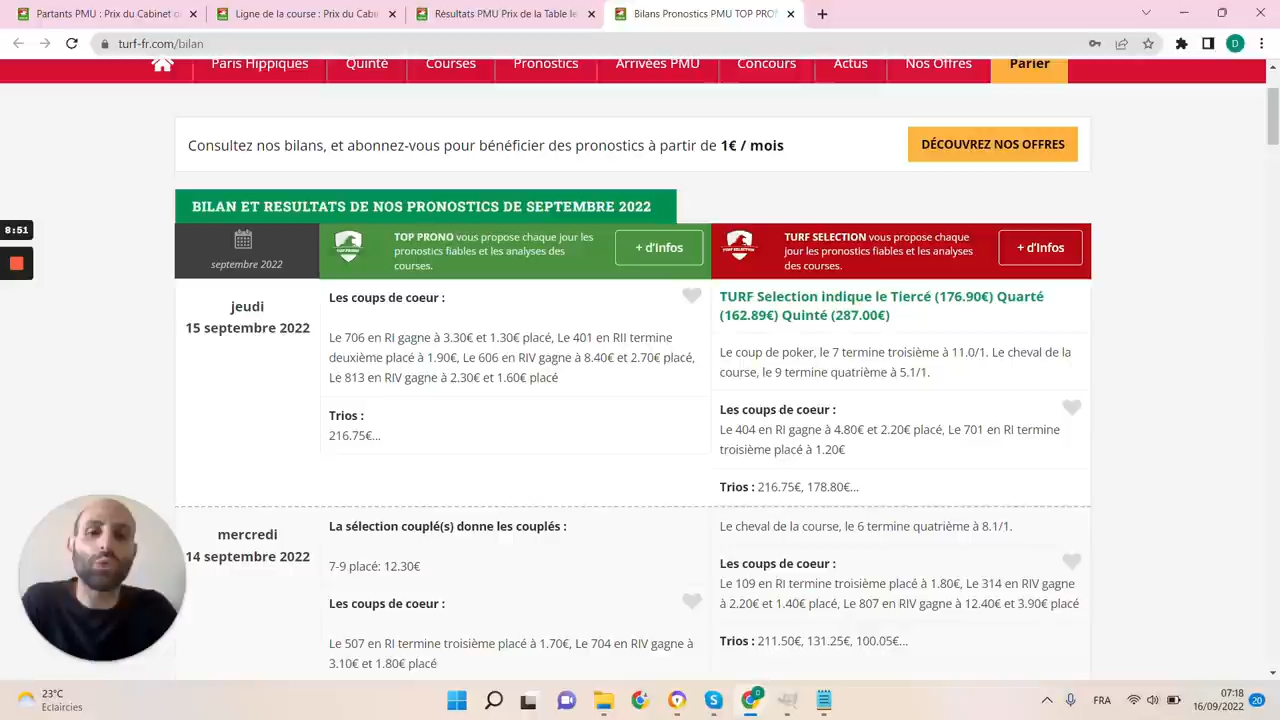 Partants PMU : Prix du Cabinet c
Ligne de la course : Prix du Cabi
Résultats PMU Prix de la Table le
Bilans Pronostics PMU TOP PRON
turf-fr.com/bilan
D
Paris Hippiques
Quinté
Courses
Pronostics
Arrivées PMU
Concours
Actus
Nos Offres
Parier
Consultez nos bilans, et abonnez-vous pour bénéficier des pronostics à partir de 1€ / mois
DÉCOUVREZ NOS OFFRES
BILAN ET RESULTATS DE NOS PRONOSTICS DE SEPTEMBRE 2022
8:51
septembre 2022
TOP PRONO vous propose chaque jour les
pronostics fiables et les analyses des
courses.
+ d'Infos
TURF SELECTION vous propose chaque
jour les pronostics fiables et les analyses
des courses.
+ d'Infos
jeudi
15 septembre 2022
Les coups de coeur :
Le 706 en RI gagne à 3.30€ et 1.30€ placé, Le 401 en RII termine
deuxième placé à 1.90€, Le 606 en RIV gagne à 8.40€ et 2.70€ placé,
Le 813 en RIV gagne à 2.30€ et 1.60€ placé
Trios :
216.75€...
TURF Selection indique le Tiercé (176.90€) Quarté
(162.89€) Quinté (287.00€)
Le coup de poker, le 7 termine troisième à 11.0/1. Le cheval de la
course, le 9 termine quatrième à 5.1/1.
Les coups de coeur :
Le 404 en RI gagne à 4.80€ et 2.20€ placé, Le 701 en RI termine
troisième placé à 1.20€
Trios : 216.75€, 178.80€...
mercredi
14 septembre 2022
La sélection couplé(s) donne les couplés :
7-9 placé: 12.30€
Les coups de coeur :
Le 507 en RI termine troisième placé à 1.70€, Le 704 en RIV gagne à
3.10€ et 1.80€ placé
Le cheval de la course, le 6 termine quatrième à 8.1/1.
Les coups de coeur :
Le 109 en RI termine troisième placé à 1.80€, Le 314 en RIV gagne
à 2.20€ et 1.40€ placé, Le 807 en RIV gagne à 12.40€ et 3.90€ placé
Trios : 211.50€, 131.25€, 100.05€...
23°C
Eclaircies
FRA
07:18
16/09/2022
20